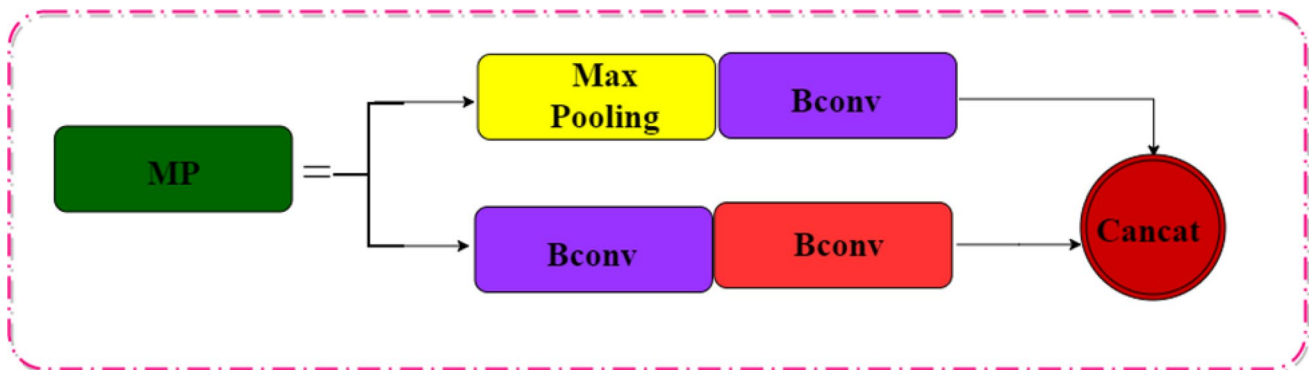 MP
=
Max
Pooling
Bconv
Bconv
Bconv
Cancat